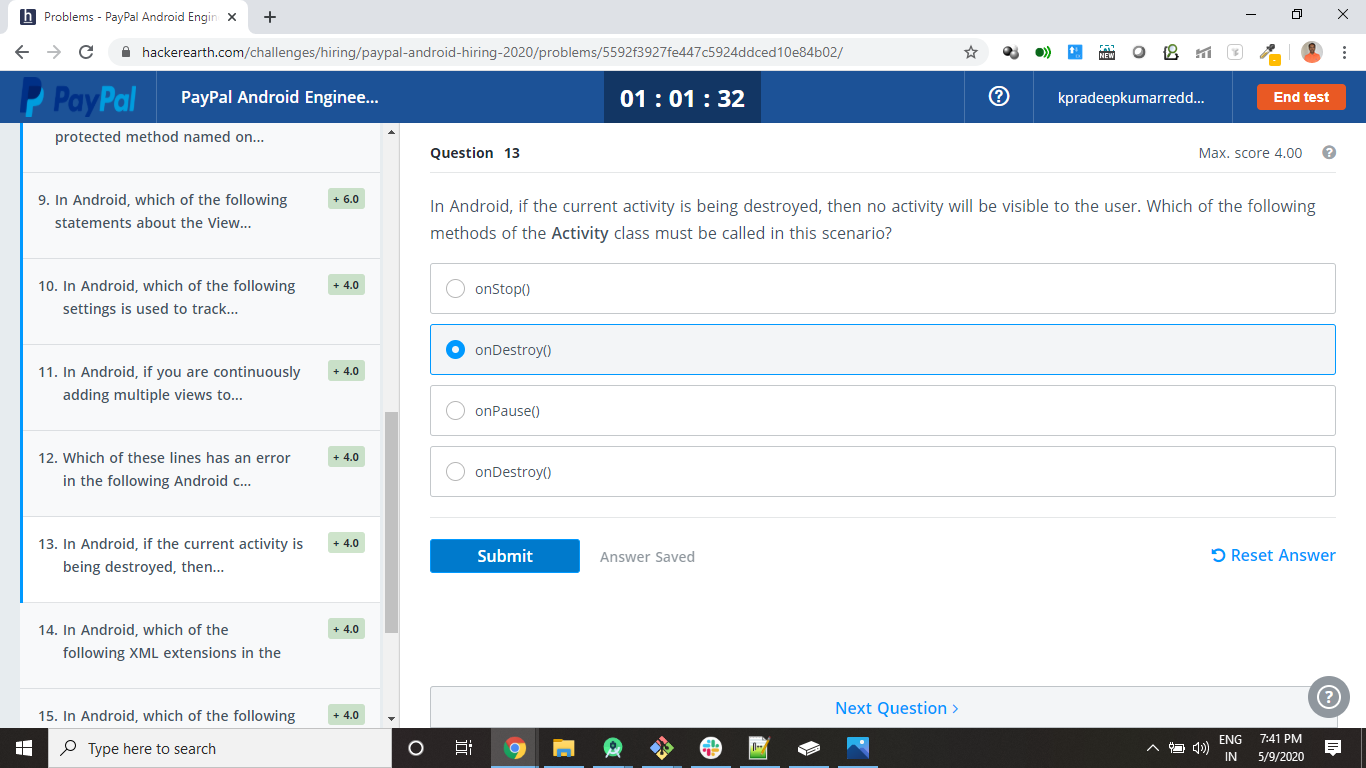 Problems - PayPal Android Engin
hackerearth.com/challenges/hiring/paypal-android-hiring-2020/problems/5592f3927fe447c5924ddced10e84b02/
NEW
PayPal
PayPal Android Enginee...
01 : 01 : 32
kpradeepkumarredd...
End test
protected method named on...
9. In Android, which of the following
statements about the View...
+ 6.0
10. In Android, which of the following
settings is used to track...
+ 4.0
11. In Android, if you are continuously
adding multiple views to...
+ 4.0
12. Which of these lines has an error
in the following Android c...
+ 4.0
13. In Android, if the current activity is
being destroyed, then...
+ 4.0
14. In Android, which of the
following XML extensions in the
+ 4.0
15. In Android, which of the following
+ 4.0
Question 13
Max. score 4.00
In Android, if the current activity is being destroyed, then no activity will be visible to the user. Which of the following
methods of the Activity class must be called in this scenario?
onStop()
onDestroy()
onPause()
onDestroy()
Submit
Answer Saved
Reset Answer
Next Question >
Type here to search
ENG
IN
7:41 PM
5/9/2020